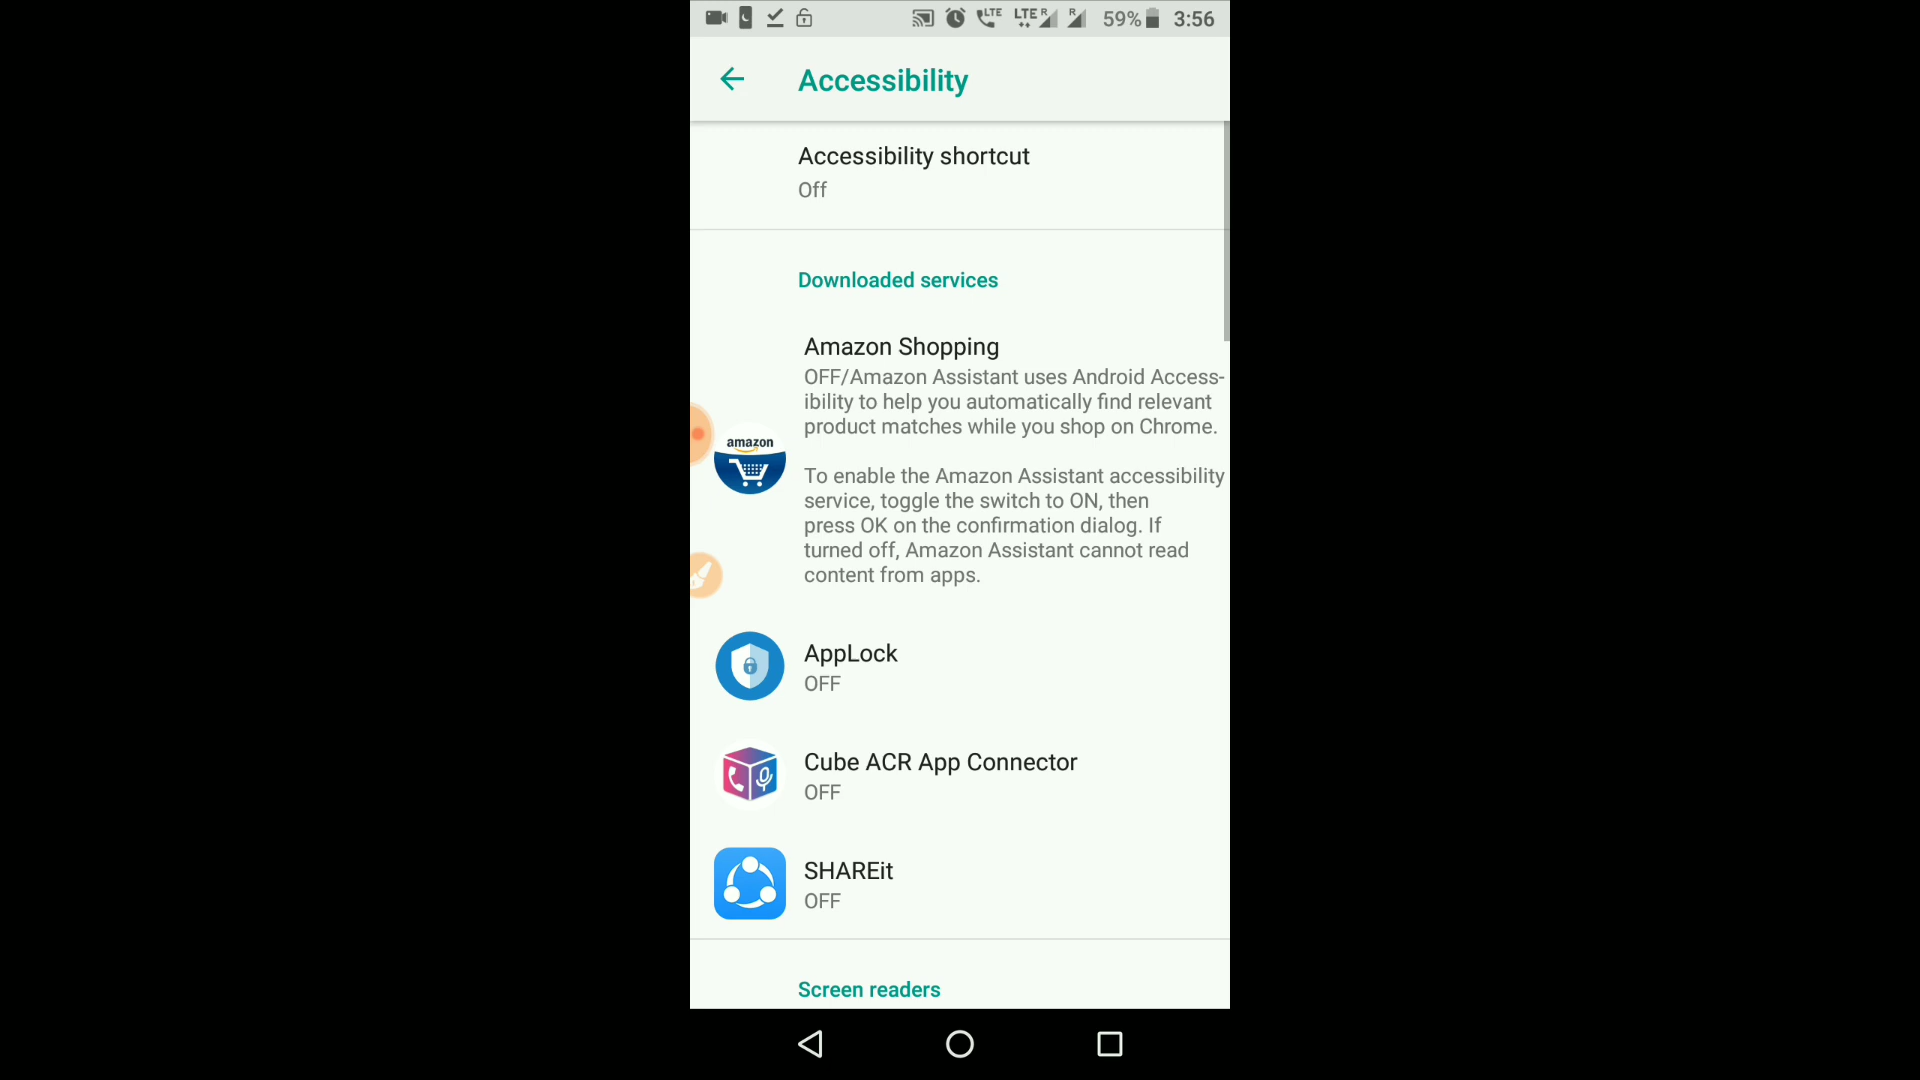 LTE LTE R R 59% 3:56
Accessibility
Accessibility shortcut
Off
Downloaded services
Amazon Shopping
OFF/Amazon Assistant uses Android Access-
ibility to help you automatically find relevant
product matches while you shop on Chrome.
amazon
To enable the Amazon Assistant accessibility
service, toggle the switch to ON, then
press OK on the confirmation dialog. If
turned off, Amazon Assistant cannot read
content from apps.
AppLock
OFF
Cube ACR App Connector
OFF
SHAREit
OFF
Screen readers